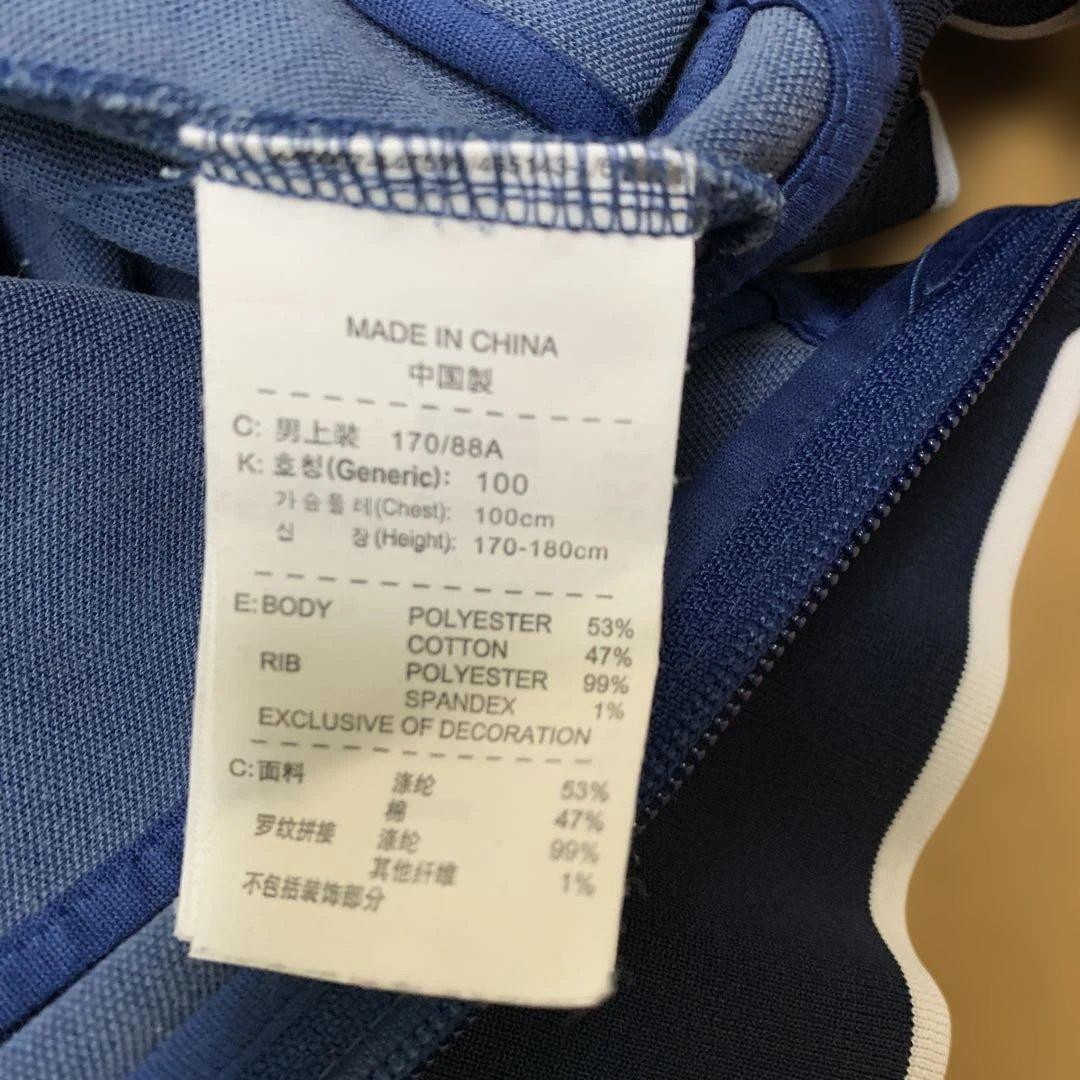 MADE IN CHINA
中国製
C: 男上装 170/88A
K: 호칭(Generic): 100
가슴둘레(Chest): 100cm
신 장(Height): 170-180cm
E: BODY POLYESTER 53%
COTTON 47%
RIB POLYESTER 99%
SPANDEX 1%
EXCLUSIVE OF DECORATION
C: 面料 涤纶 53%
棉 47%
罗纹拼接 涤纶 99%
其他纤维 1%
不包括装饰部分